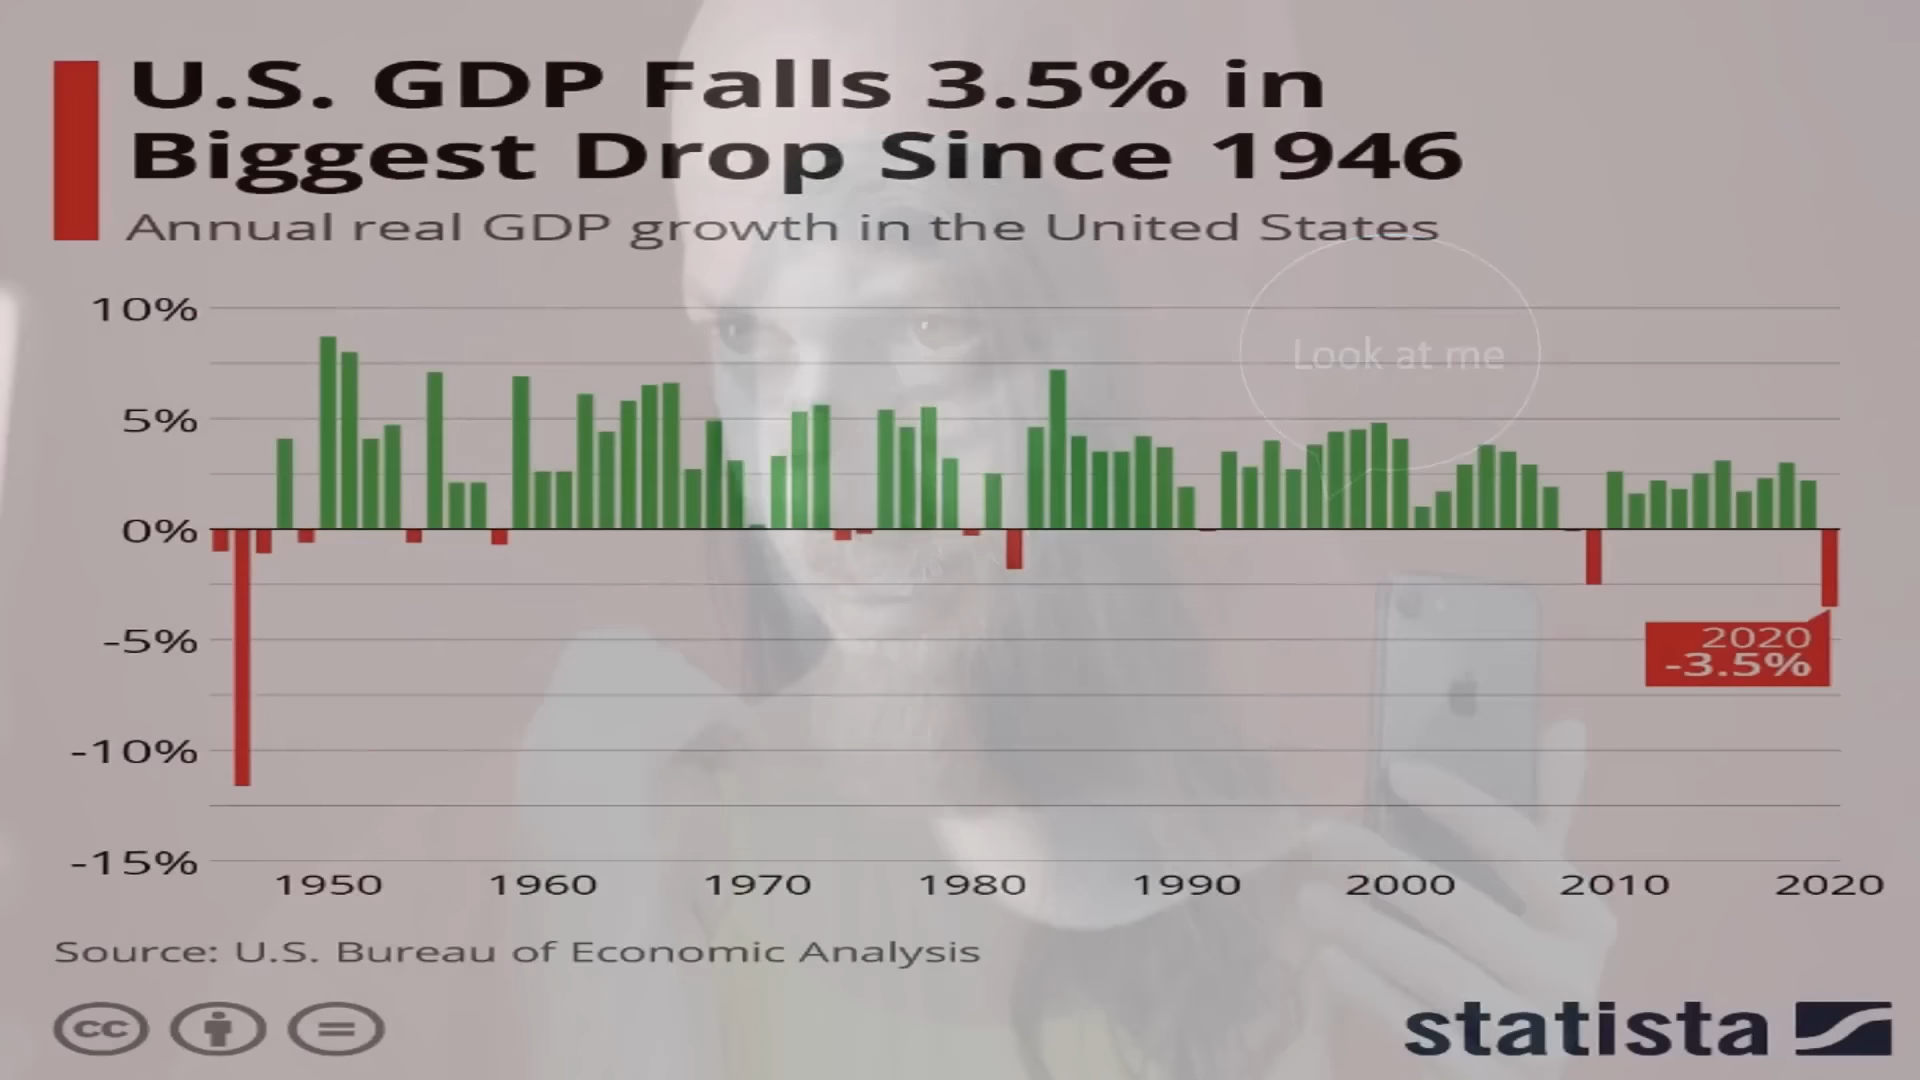 U.S. GDP Falls 3.5% in
Biggest Drop Since 1946
Annual real GDP growth in the United States
10%
5%
0%
-5%
-10%
-15%
Look at me
2020
-3.5%
1950 1960 1970 1980 1990 2000 2010 2020
Source: U.S. Bureau of Economic Analysis
cc
statista